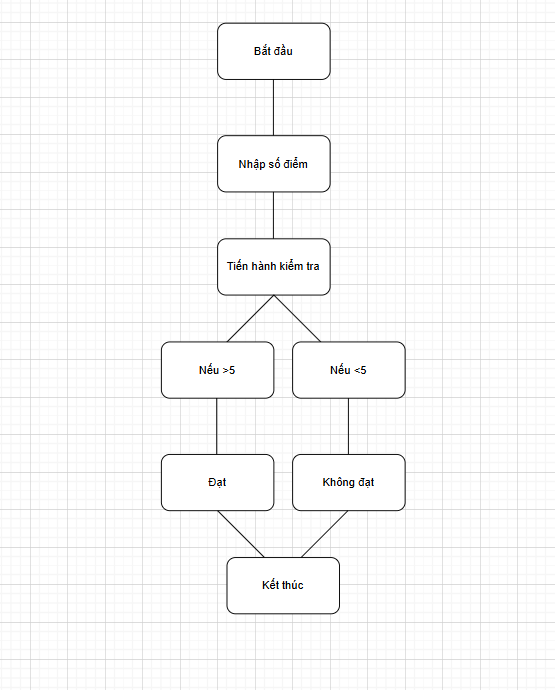 Bắt đầu
Nhập số điểm
Tiến hành kiểm tra
Nếu >5
Nếu <5
Đạt
Không đạt
Kết thúc